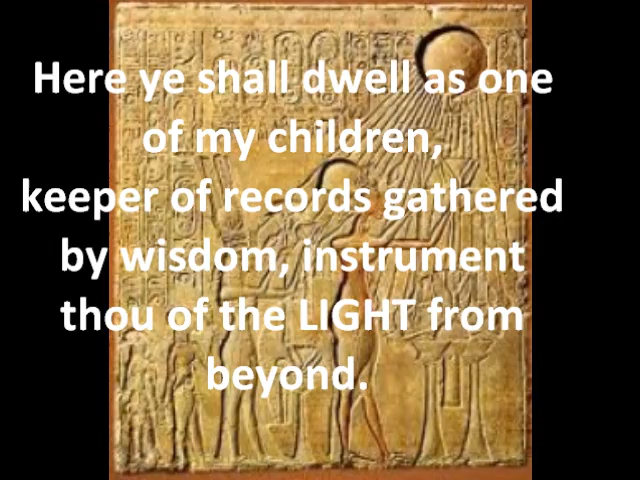 Here ye shall dwell as one
of my children,
keeper of records gathered
by wisdom, instrument
thou of the LIGHT from
beyond.